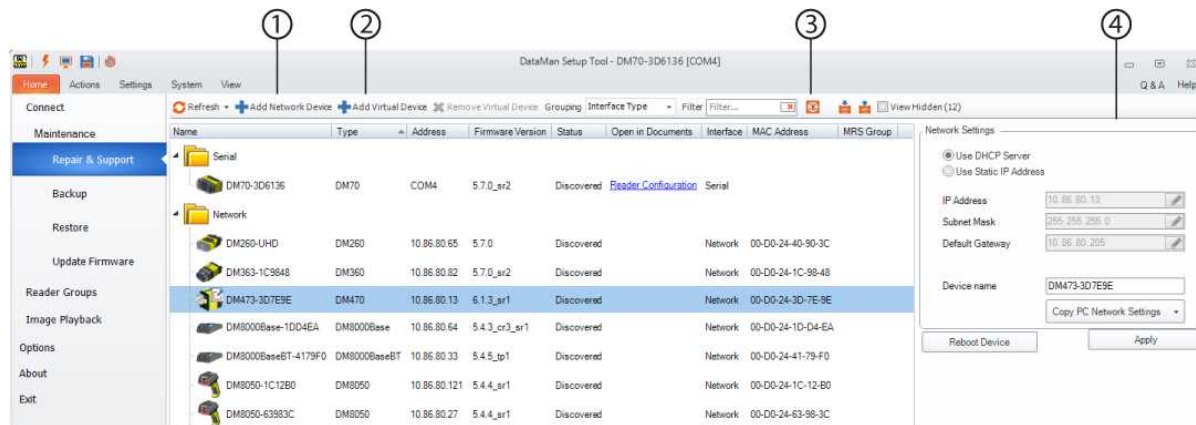 1 2 3 4
DataMan Setup Tool - DM70-3D6136 [COM4]
Home Actions Settings System View Q & A Help
Connect
Maintenance
Repair & Support
Backup
Restore
Update Firmware
Reader Groups
Image Playback
Options
About
Exit
Refresh Add Network Device Add Virtual Device Remove Virtual Device Grouping Interface Type Filter Filter... View Hidden (12)
Name Type Address Firmware Version Status Open in Documents Interface MAC Address MRS Group
Serial
DM70-3D6136 DM70 COM4 5.7.0_sr2 Discovered Reader Configuration Serial
Network
DM260-UHD DM260 10.86.80.65 5.7.0 Discovered Network 00-D0-24-40-90-3C
DM363-1C9848 DM360 10.86.80.82 5.7.0_sr2 Discovered Network 00-D0-24-1C-98-48
DM473-3D7E9E DM470 10.86.80.13 6.1.3_sr1 Discovered Network 00-D0-24-3D-7E-9E
DM8000Base-1DD4EA DM8000Base 10.86.80.64 5.4.3_cr3_sr1 Discovered Network 00-D0-24-1D-D4-EA
DM8000BaseBT-4179F0 DM8000BaseBT 10.86.80.33 5.4.5_tp1 Discovered Network 00-D0-24-41-79-F0
DM8050-1C12B0 DM8050 10.86.80.121 5.4.4_sr1 Discovered Network 00-D0-24-1C-12-B0
DM8050-63983C DM8050 10.86.80.27 5.4.4_sr1 Discovered Network 00-D0-24-63-98-3C
Network Settings
Use DHCP Server
Use Static IP Address
IP Address 10. 86. 80. 13
Subnet Mask 255. 255. 255. 0
Default Gateway 10. 86. 80. 205
Device name DM473-3D7E9E
Copy PC Network Settings
Reboot Device Apply